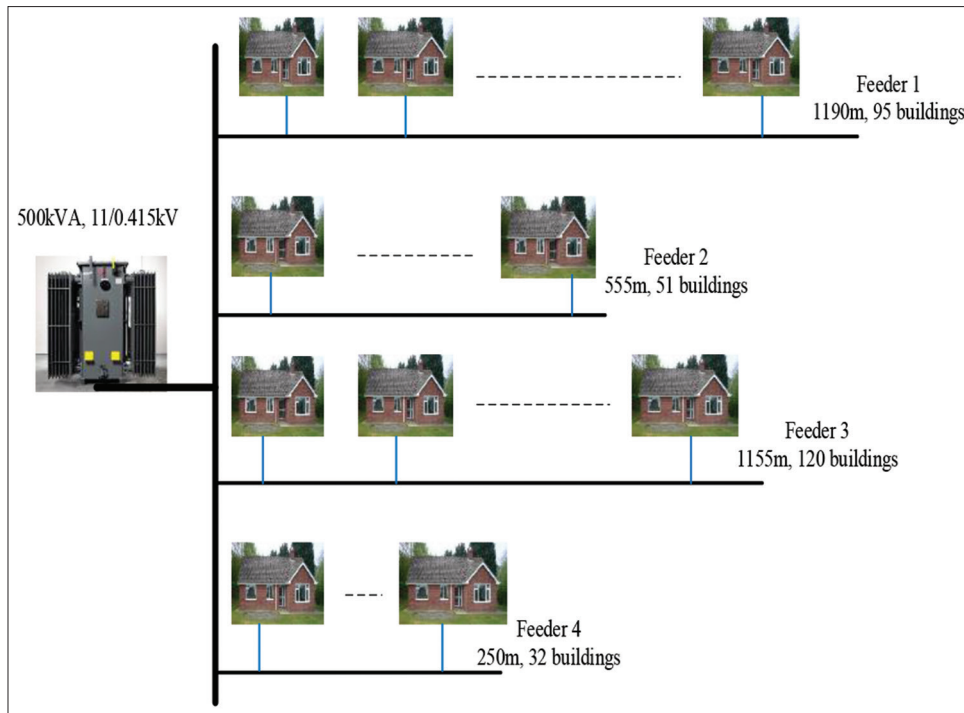 Feeder 1
1190m, 95 buildings
500kVA, 11/0.415kV
Feeder 2
555m, 51 buildings
Feeder 3
1155m, 120 buildings
Feeder 4
250m, 32 buildings